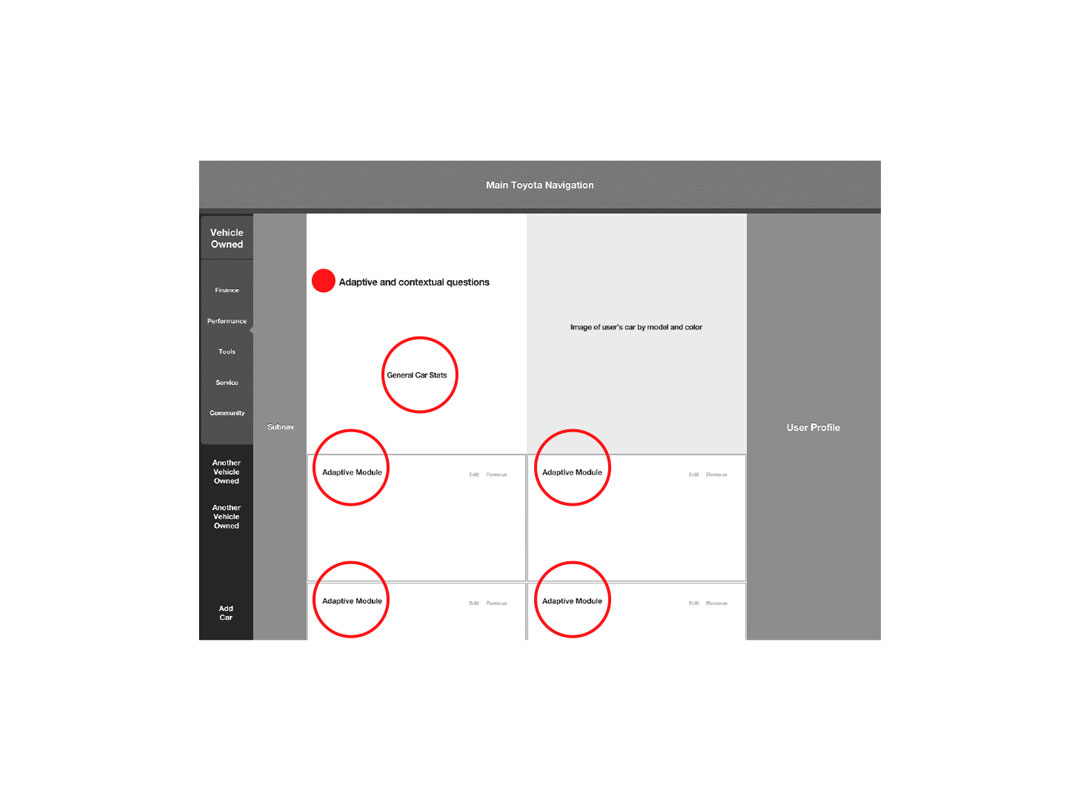 Main Toyota Navigation
Vehicle
Owned
Finance
Performance
Tools
Service
Community
Another
Vehicle
Owned
Another
Vehicle
Owned
Add
Car
Subnav
Adaptive and contextual questions
General Car Stats
Image of user's car by model and color
Adaptive Module
Edit Remove
Adaptive Module
Edit Remove
Adaptive Module
Edit Remove
Adaptive Module
Edit Remove
User Profile